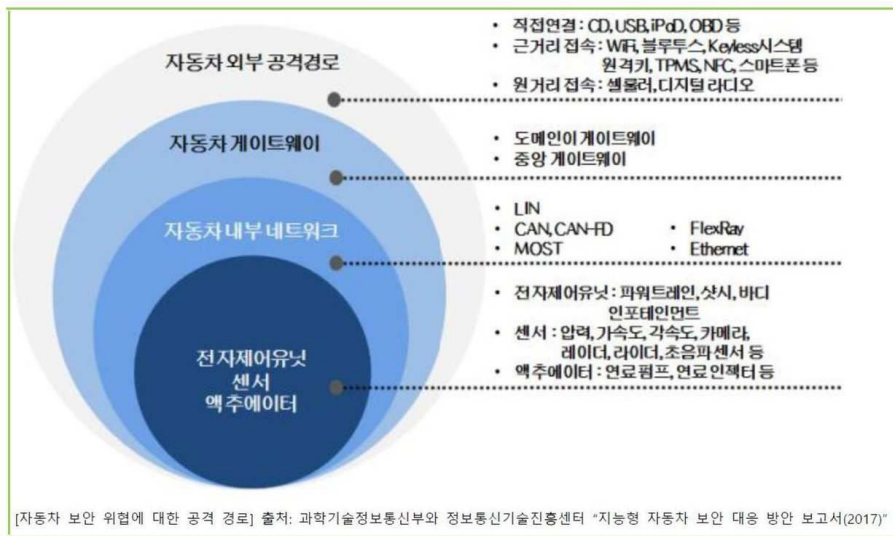 자동차 외부 공격경로
• 직접연결 : CD, USB, iPoD, OBD 등
• 근거리 접속 : WiFi, 블루투스, Keyless시스템
원격키, TPMS, NFC, 스마트폰 등
• 원거리 접속 : 셀룰러, 디지털 라디오
자동차 게이트웨이
• 도메인이 게이트웨이
• 중앙 게이트웨이
자동차 내부 네트워크
• LIN
• CAN, CAN-FD • FlexRay
• MOST • Ethernet
전자제어유닛
센서
액추에이터
• 전자제어유닛 : 파워트레인, 샷시, 바디
인포테인먼트
• 센서 : 압력, 가속도, 각속도, 카메라,
레이더, 라이더, 초음파센서 등
• 액추에이터 : 연료펌프, 연료인젝터 등
[자동차 보안 위협에 대한 공격 경로] 출처: 과학기술정보통신부와 정보통신기술진흥센터 "지능형 자동차 보안 대응 방안 보고서(2017)"